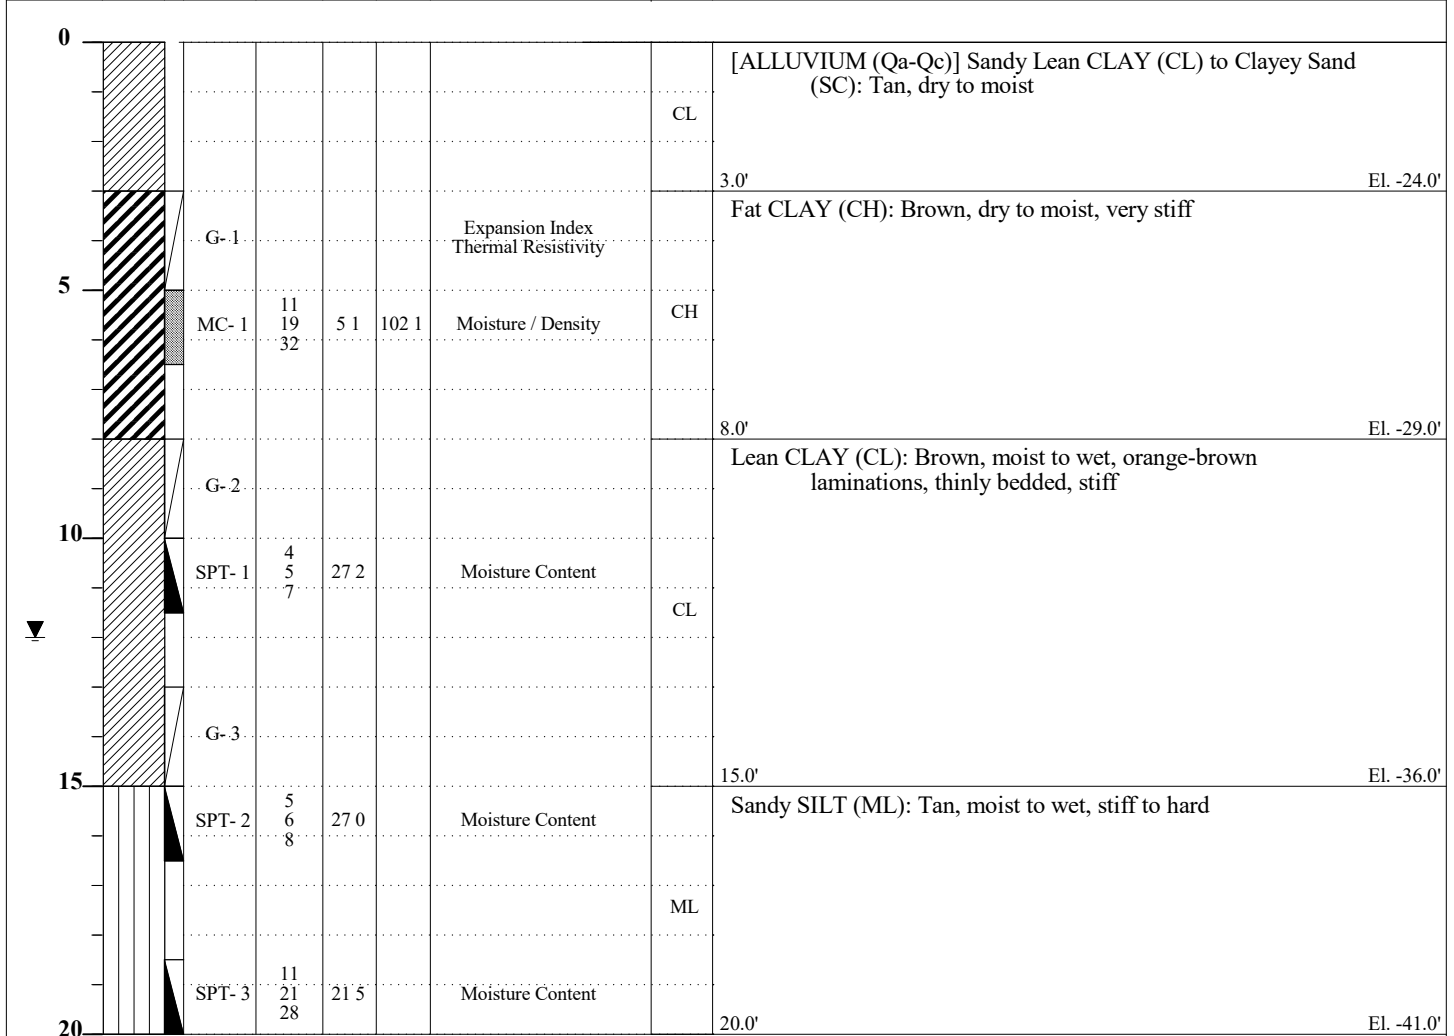 0
[ALLUVIUM (Qa-Qc)] Sandy Lean CLAY (CL) to Clayey Sand
(SC): Tan, dry to moist
CL
3.0' El. -24.0'
Fat CLAY (CH): Brown, dry to moist, very stiff
G- 1
Expansion Index
Thermal Resistivity
5
MC- 1
11
19
32
5 1
102 1
Moisture / Density
CH
8.0' El. -29.0'
Lean CLAY (CL): Brown, moist to wet, orange-brown
laminations, thinly bedded, stiff
G- 2
10
SPT- 1
4
5
7
27 2
Moisture Content
CL
G- 3
15
15.0' El. -36.0'
Sandy SILT (ML): Tan, moist to wet, stiff to hard
SPT- 2
5
6
8
27 0
Moisture Content
ML
SPT- 3
11
21
28
21 5
Moisture Content
20
20.0' El. -41.0'